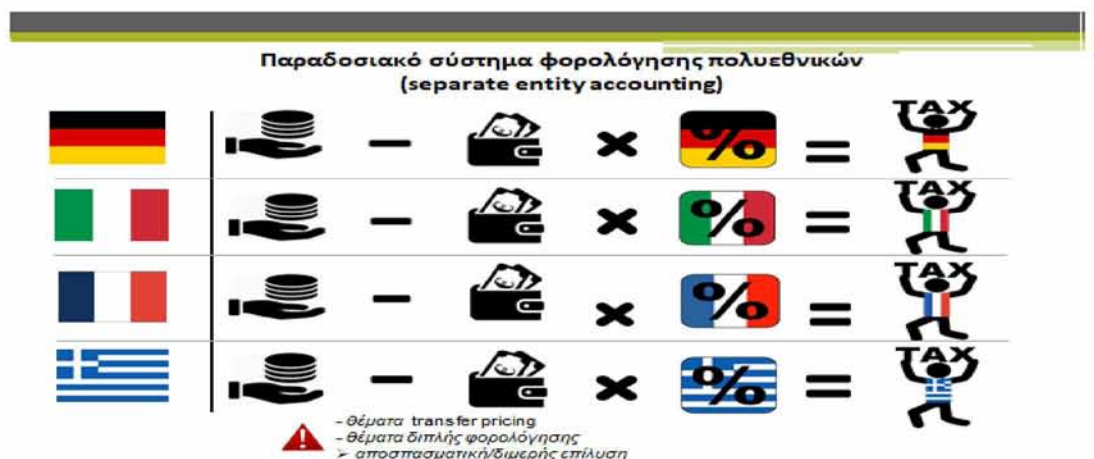 Παραδοσιακό σύστημα φορολόγησης πολυεθνικών
(separate entity accounting)
% = TAX
% = TAX
% = TAX
% = TAX
- θέματα transfer pricing
- θέματα διπλής φορολόγησης
➢ αποσπασματική/διμερής επίλυση